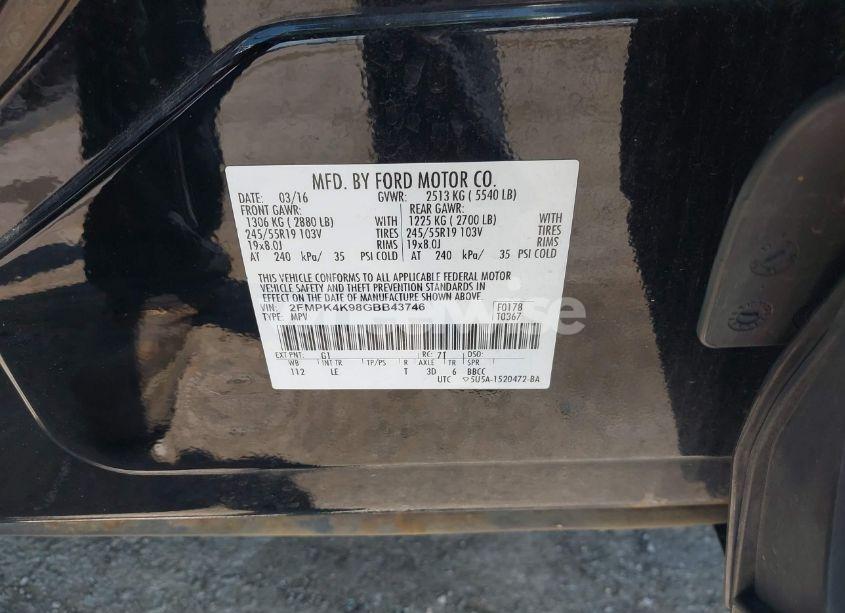 MFD. BY FORD MOTOR CO.
DATE: 03/16 GVWR: 2513 KG ( 5540 LB)
FRONT GAWR: REAR GAWR:
1306 KG ( 2880 LB) WITH 1225 KG ( 2700 LB) WITH
245/55R19 103V TIRES 245/55R19 103V TIRES
19x8.0J RIMS 19x8.0J RIMS
AT 240 kPa/ 35 PSI COLD AT 240 kPa/ 35 PSI COLD
THIS VEHICLE CONFORMS TO ALL APPLICABLE FEDERAL MOTOR
VEHICLE SAFETY AND THEFT PREVENTION STANDARDS IN
EFFECT ON THE DATE OF MANUFACTURE SHOWN ABOVE.
VIN: 2FMPK4K98GBB43746 F0178
TYPE: MPV T0367
EXT PNT: G1 RC: 71 DSO:
WB INT TR TP/PS R AXLE TR SPR
112 LE T 3D 6 BBCC
UTC 5U5A-1520472-BA